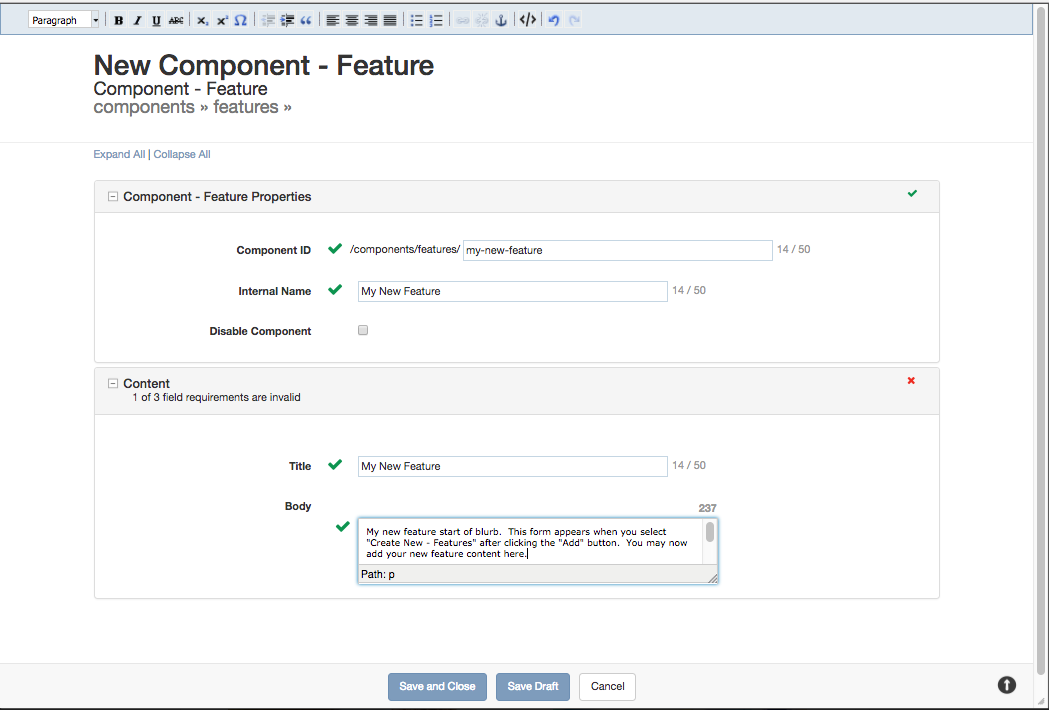 Paragraph B I U ABC X, X' Ω “ </>
New Component - Feature
Component - Feature
components » features »
Expand All | Collapse All
Component - Feature Properties
Component ID /components/features/ my-new-feature 14 / 50
Internal Name My New Feature 14 / 50
Disable Component
Content
1 of 3 field requirements are invalid
Title My New Feature 14 / 50
Body 237
My new feature start of blurb. This form appears when you select
"Create New - Features" after clicking the "Add" button. You may now
add your new feature content here.
Path: p
Save and Close Save Draft Cancel